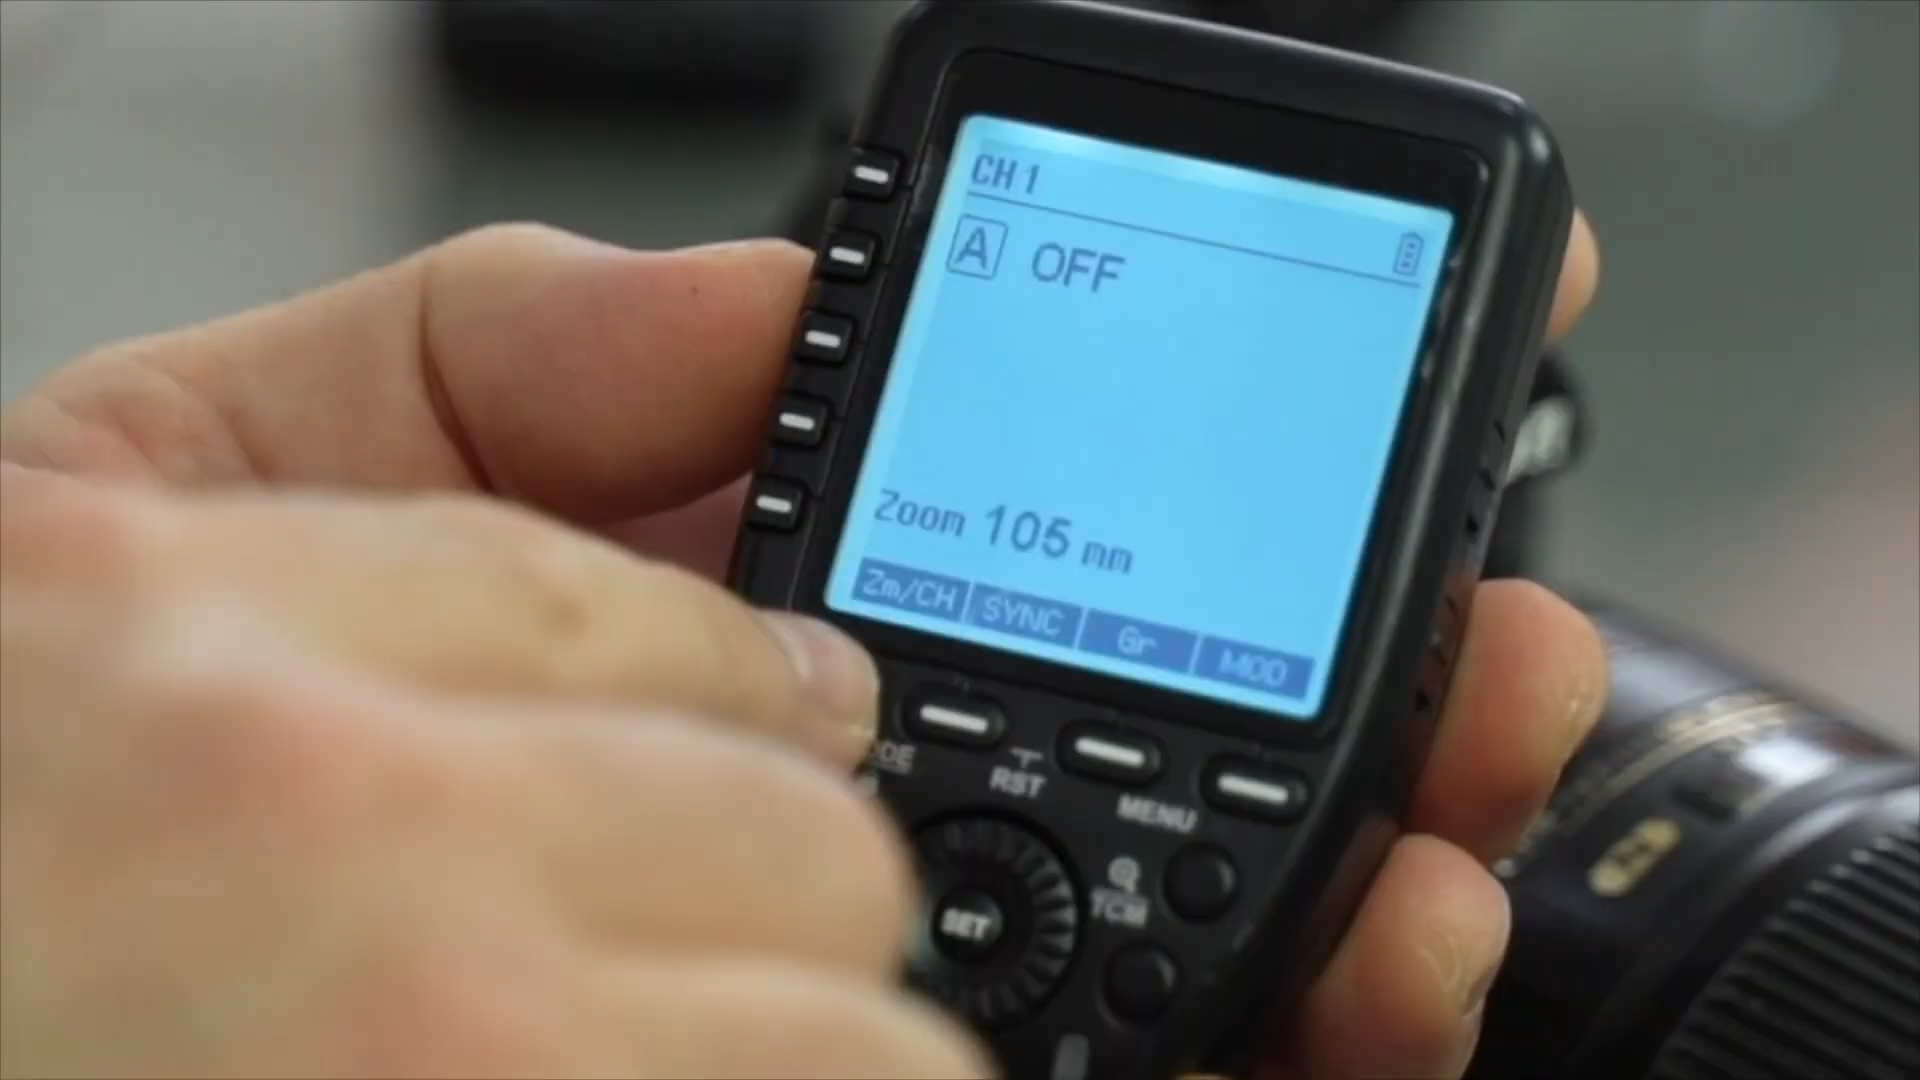 CH 1
A OFF
Zoom 105 mm
Zm/CH SYNC Gr MOD
RST
MENU
TCM
SET